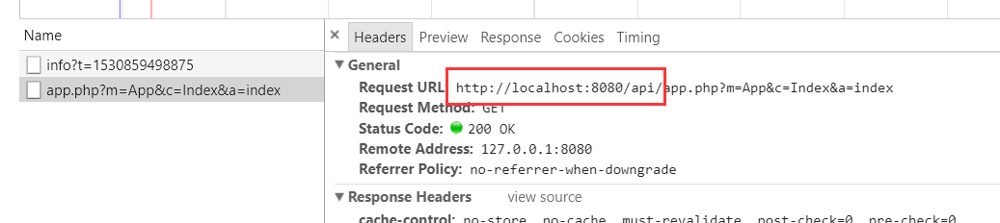 Name
info?t=1530859498875
app.php?m=App&c=Index&a=index
× Headers Preview Response Cookies Timing
▼ General
Request URL http://localhost:8080/api/app.php?m=App&c=Index&a=index
Request Method: GET
Status Code: 200 OK
Remote Address: 127.0.0.1:8080
Referrer Policy: no-referrer-when-downgrade
▼ Response Headers view source
cache-control: no-store, no-cache, must-revalidate, post-check=0, pre-check=0